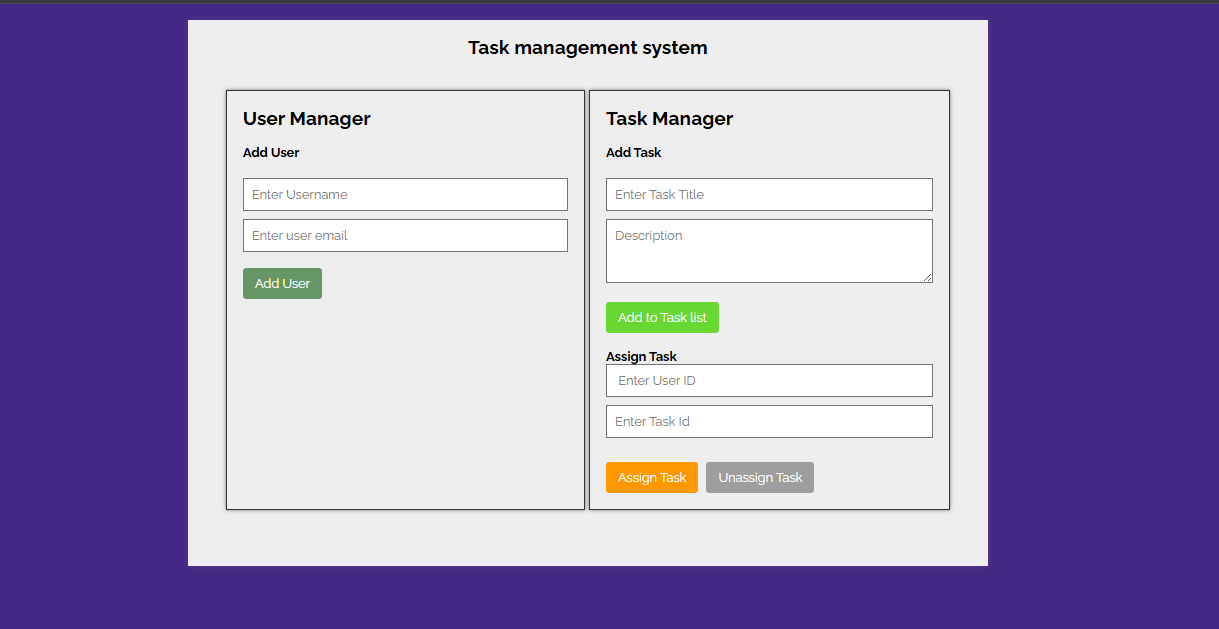 Task management system
User Manager
Add User
Enter Username
Enter user email
Add User
Task Manager
Add Task
Enter Task Title
Description
Add to Task list
Assign Task
Enter User ID
Enter Task Id
Assign Task
Unassign Task